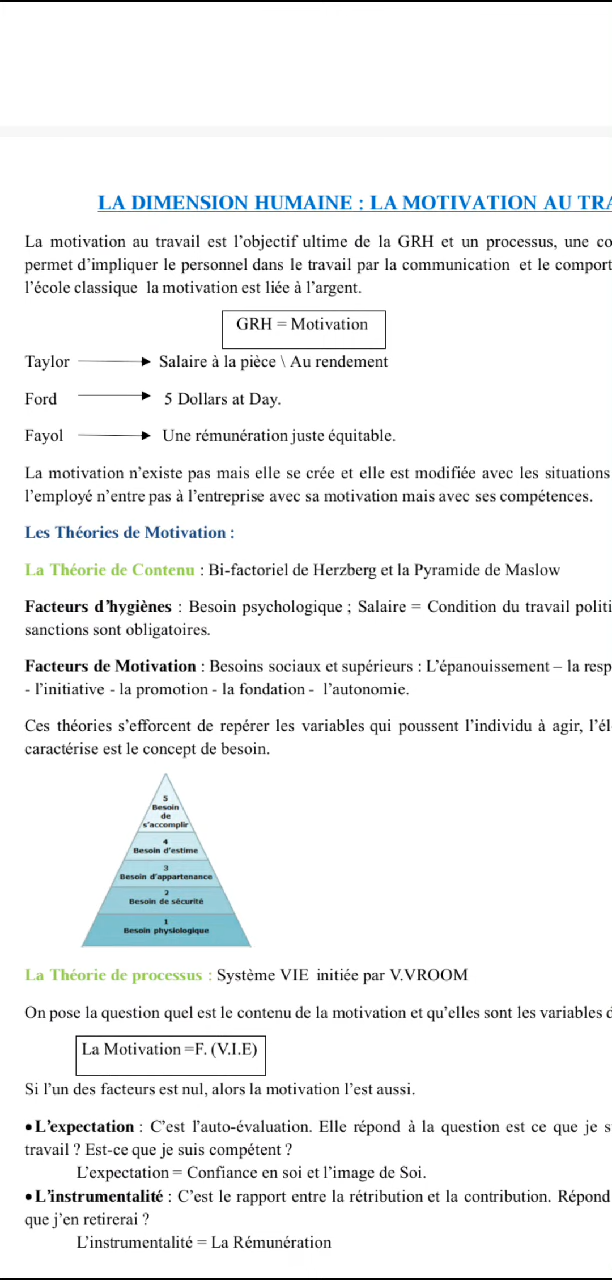 LA DIMENSION HUMAINE : LA MOTIVATION AU
La motivation au travail est l’objectif ultime de la GRH et un processus, une
permet d’impliquer le personnel dans le travail par la communication et le
l’école classique la motivation est liée à l’argent.
GRH = Motivation
Taylor Salaire à la pièce \ Au rendement
Ford 5 Dollars at Day.
Fayol Une rémunération juste équitable.
La motivation n’existe pas mais elle se crée et elle est modifiée avec les situations
l’employé n’entre pas à l’entreprise avec sa motivation mais avec ses compétences.
Les Théories de Motivation :
La Théorie de Contenu : Bi-factoriel de Herzberg et la Pyramide de Maslow
Facteurs d’hygiènes : Besoin psychologique ; Salaire = Condition du travail
sanctions sont obligatoires.
Facteurs de Motivation : Besoins sociaux et supérieurs : L’épanouissement – la
- l’initiative - la promotion - la fondation - l’autonomie.
Ces théories s’efforcent de repérer les variables qui poussent l’individu à agir,
caractérise est le concept de besoin.
5
Besoin
de
s'accomplir
4
Besoin d'estime
3
Besoin d'appartenance
2
Besoin de sécurité
1
Besoin physiologique
La Théorie de processus : Système VIE initiée par V.VROOM
On pose la question quel est le contenu de la motivation et qu’elles sont les variables
La Motivation =F. (V.I.E)
Si l’un des facteurs est nul, alors la motivation l’est aussi.
•L’expectation : C’est l’auto-évaluation. Elle répond à la question est ce que je
travail ? Est-ce que je suis compétent ?
L’expectation = Confiance en soi et l’image de Soi.
•L’instrumentalité : C’est le rapport entre la rétribution et la contribution. Répond
que j’en retirerai ?
L’instrumentalité = La Rémunération